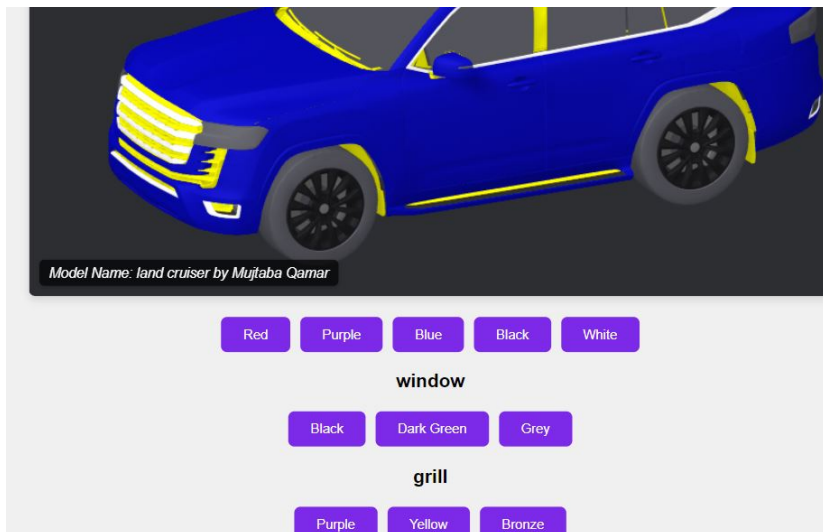 Model Name: land cruiser by Mujtaba Qamar
Red Purple Blue Black White
window
Black Dark Green Grey
grill
Purple Yellow Bronze